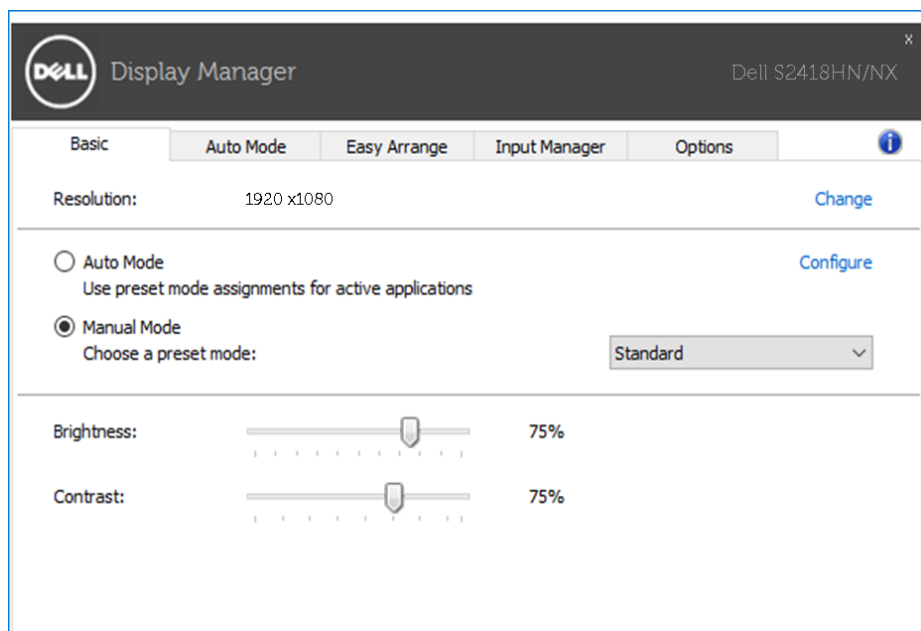 x
DELL Display Manager
Dell S2418HN/NX
Basic Auto Mode Easy Arrange Input Manager Options i
Resolution: 1920 x1080 Change
Auto Mode Configure
Use preset mode assignments for active applications
Manual Mode
Choose a preset mode: Standard
Brightness: 75%
Contrast: 75%